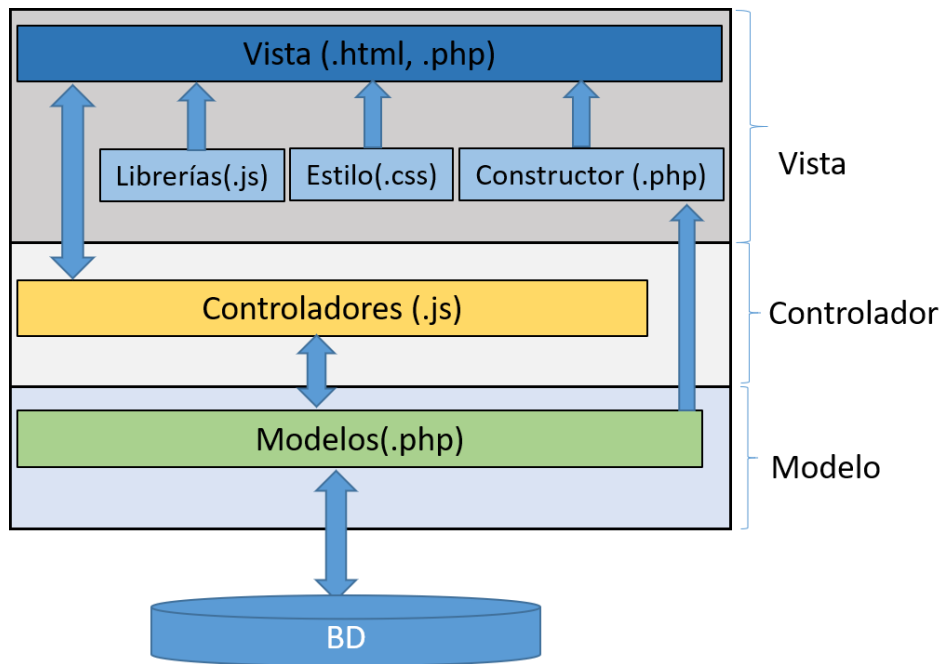 Vista (.html, .php)
Librerías(.js)
Estilo(.css)
Constructor (.php)
Vista
Controladores (.js)
Controlador
Modelos(.php)
Modelo
BD